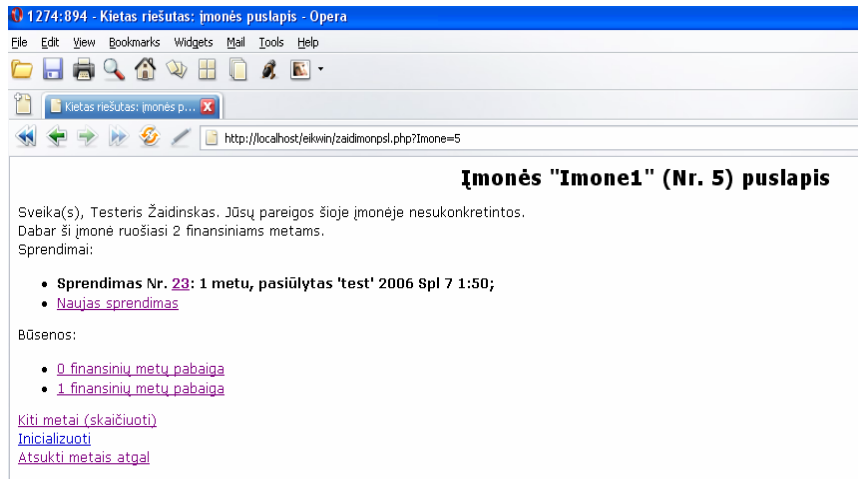 1274:894 - Kietas riešutas: įmonės puslapis - Opera
File Edit View Bookmarks Widgets Mail Tools Help
Kietas riešutas: įmonės p...
http://localhost/eikwin/zaidimonpsl.php?Imone=5
Įmonės "Imone1" (Nr. 5) puslapis
Sveika(s), Testeris Žaidinskas. Jūsų pareigos šioje įmonėje nesukonkretintos.
Dabar ši įmonė ruošiasi 2 finansiniams metams.
Sprendimai:
• Sprendimas Nr. 23: 1 metu, pasiūlytas 'test' 2006 Spl 7 1:50;
• Naujas sprendimas
Būsenos:
• 0 finansinių metų pabaiga
• 1 finansinių metų pabaiga
Kiti metai (skaičiuoti)
Inicializuoti
Atsukti metais atgal